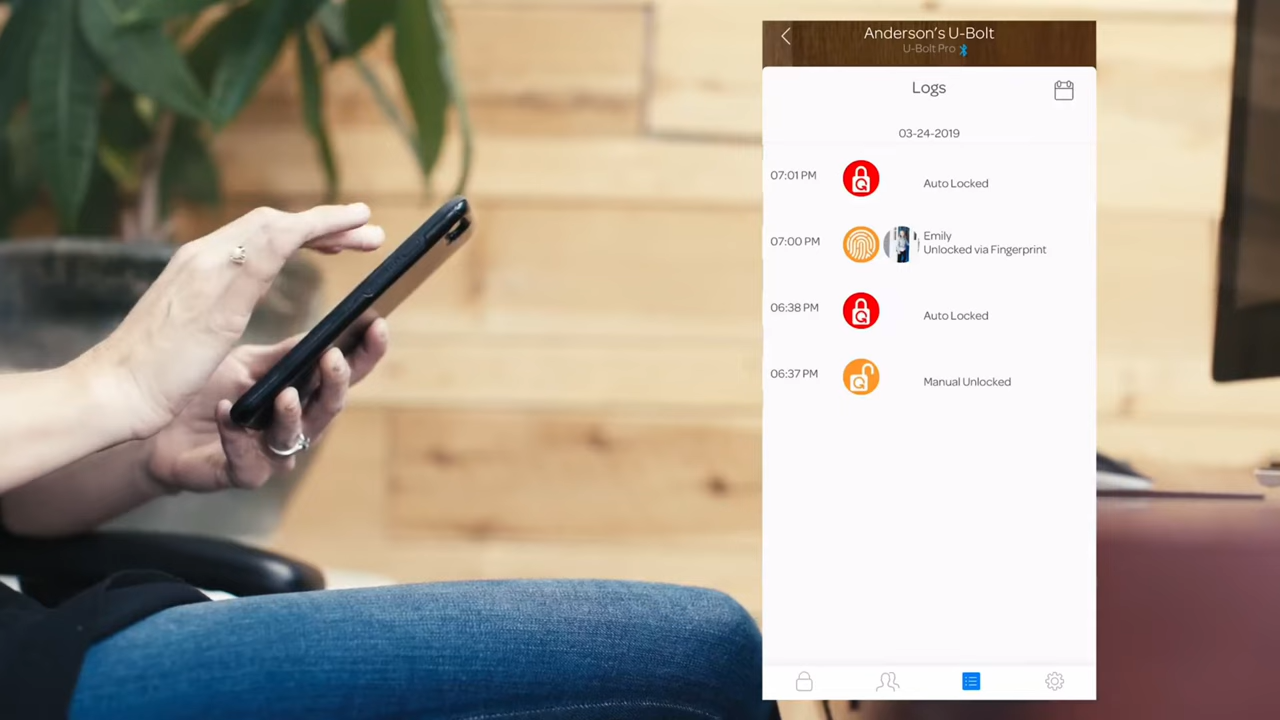 Anderson's U-Bolt
U-Bolt Pro
Logs
03-24-2019
07:01 PM
Auto Locked
07:00 PM
Emily
Unlocked via Fingerprint
06:38 PM
Auto Locked
06:37 PM
Manual Unlocked